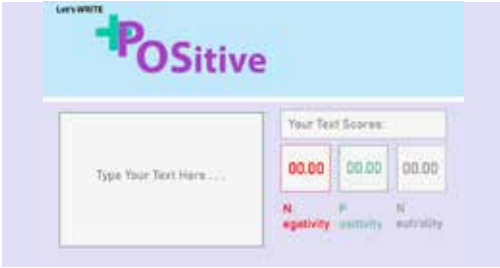 Let's WRITE
POSitive
Type Your Text Here . . .
Your Text Scores:
00.00
00.00
00.00
N
egativity
P
ositivity
N
eutrality